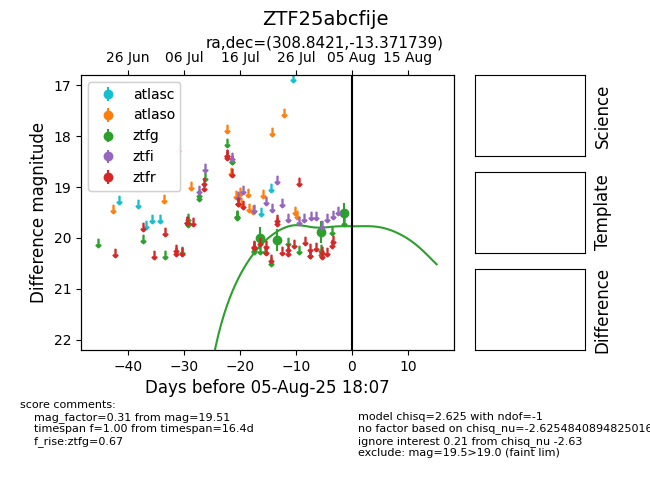 ZTF25abcfije
ra,dec=(308.8421,-13.371739)
26 Jun 06 Jul 16 Jul 26 Jul 05 Aug 15 Aug
17
18
19
20
21
22
Difference magnitude
atlasc
atlaso
ztfg
ztfi
ztfr
−40 −30 −20 −10 0 10
Days before 05-Aug-25 18:07
Science
Template
Difference
score comments:
mag_factor=0.31 from mag=19.51
timespan f=1.00 from timespan=16.4d
f_rise:ztfg=0.67
model chisq=2.625 with ndof=-1
no factor based on chisq_nu=-2.6254840894825016
ignore interest 0.21 from chisq_nu -2.63
exclude: mag=19.5>19.0 (faint lim)